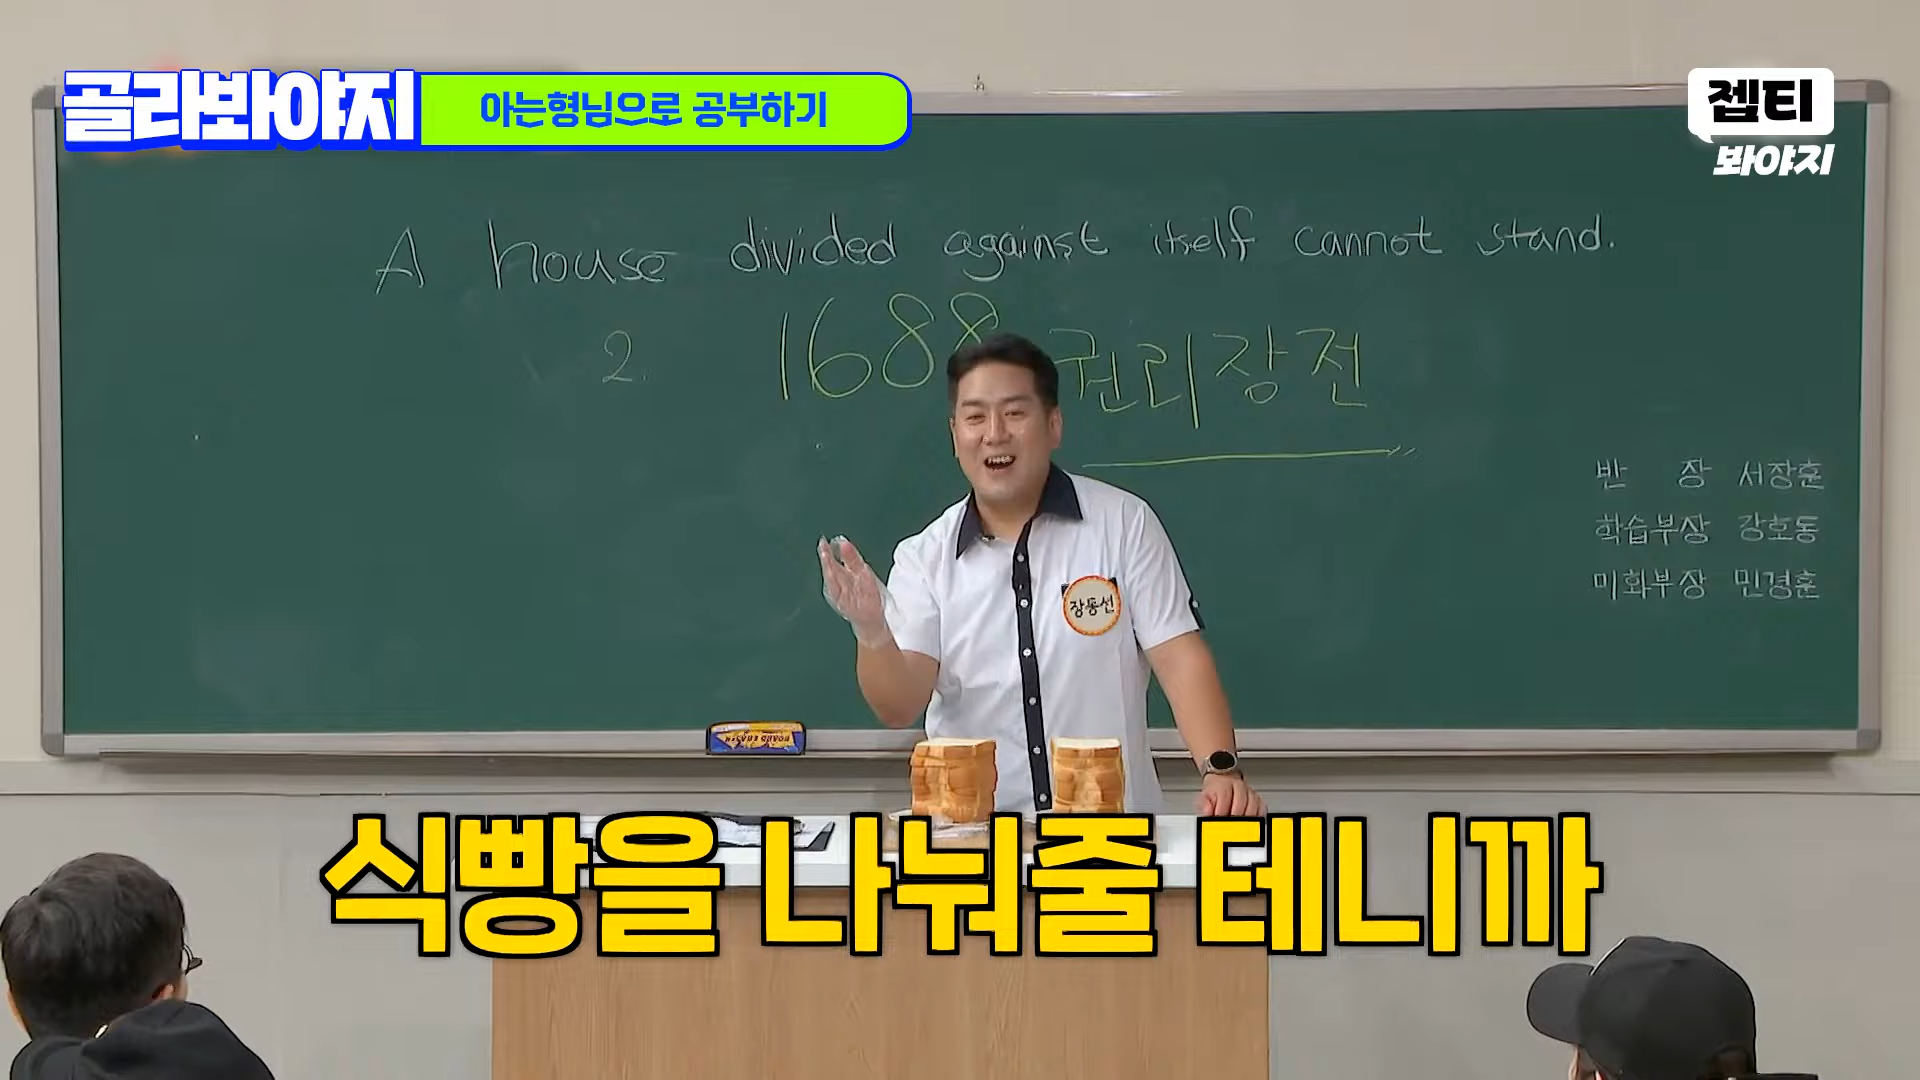 골라봐야지
아는형님으로 공부하기
젭티
봐야지
A house divided against itself cannot stand.
2. 1688 권리장전
반 장 서장훈
학습부장 강호동
미화부장 민경훈
장동선
BOARD ERASER
식빵을 나눠줄 테니까